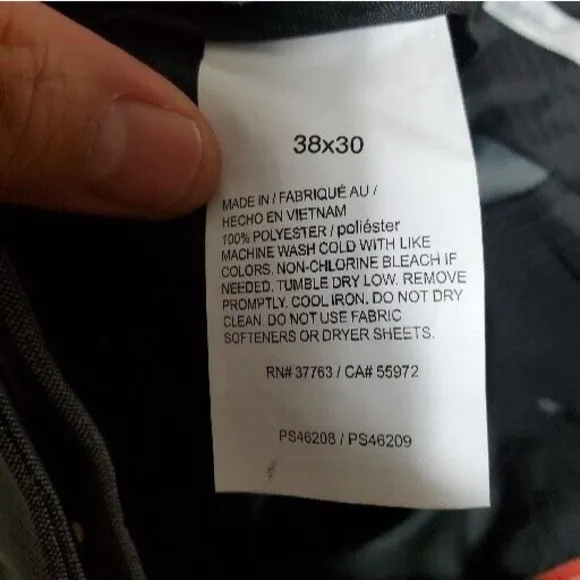 38x30
MADE IN / FABRIQUÉ AU /
HECHO EN VIETNAM
100% POLYESTER / poliéster
MACHINE WASH COLD WITH LIKE
COLORS. NON-CHLORINE BLEACH IF
NEEDED. TUMBLE DRY LOW. REMOVE
PROMPTLY. COOL IRON. DO NOT DRY
CLEAN. DO NOT USE FABRIC
SOFTENERS OR DRYER SHEETS.
RN# 37763 / CA# 55972
PS46208 / PS46209